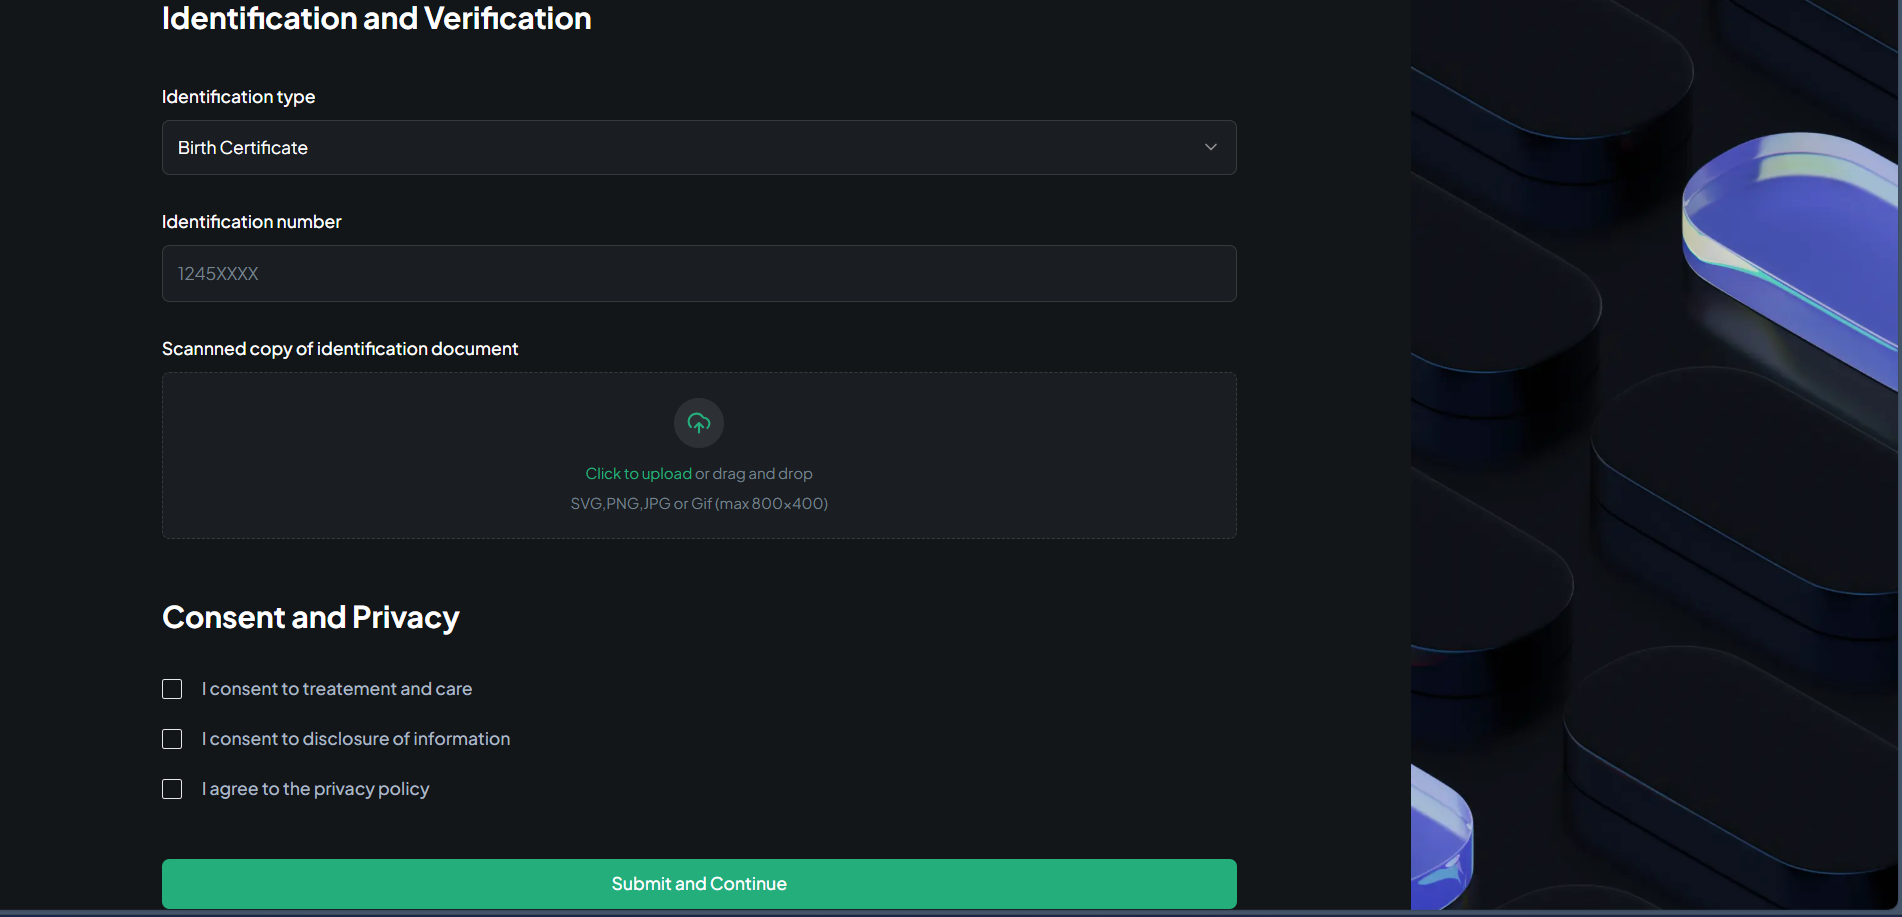 Identification and Verification
Identification type
Birth Certificate
Identification number
1245XXXX
Scannned copy of identification document
Click to upload or drag and drop
SVG,PNG,JPG or Gif (max 800x400)
Consent and Privacy
I consent to treatement and care
I consent to disclosure of information
I agree to the privacy policy
Submit and Continue